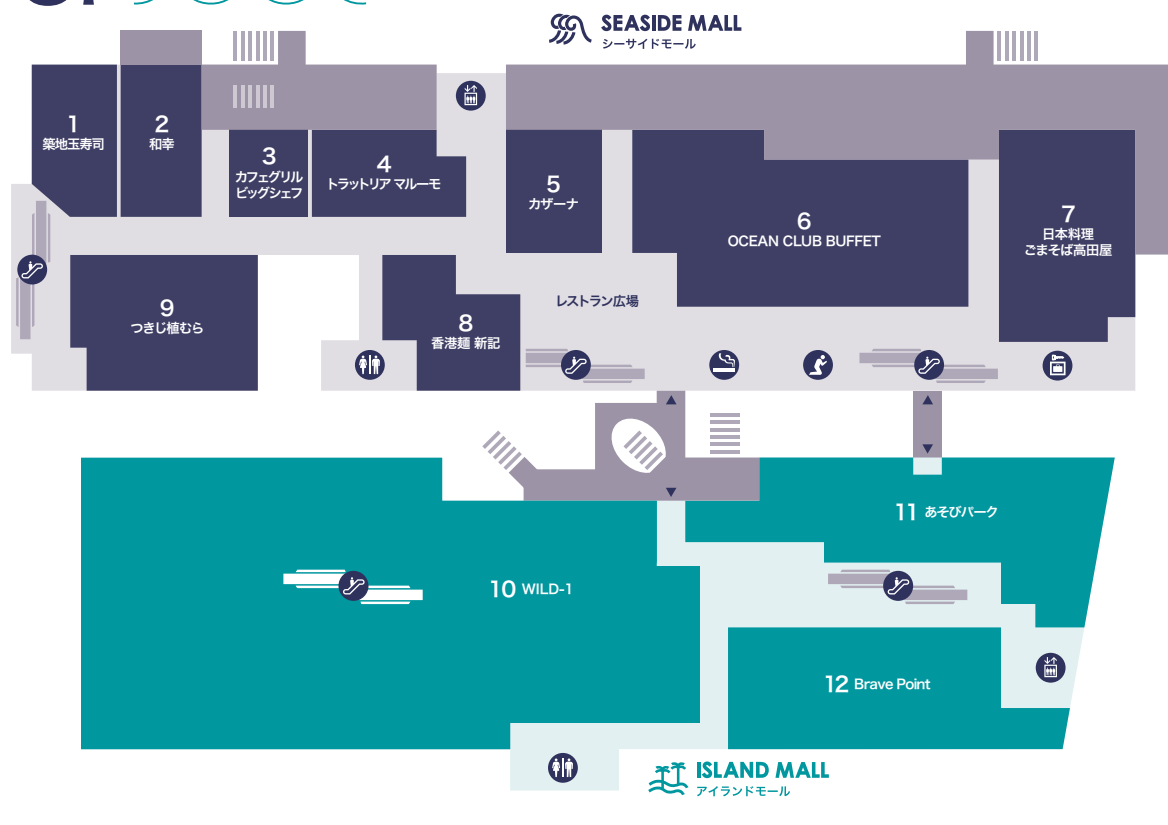 SEASIDE MALL
シーサイドモール
1
築地玉寿司
2
和幸
3
カフェグリル
ビッグシェフ
4
トラットリア マルーモ
5
カザーナ
6
OCEAN CLUB BUFFET
7
日本料理
ごまそば高田屋
9
つきじ植むら
8
香港麺 新記
レストラン広場
11 あそびパーク
10 WILD-1
12 Brave Point
ISLAND MALL
アイランドモール